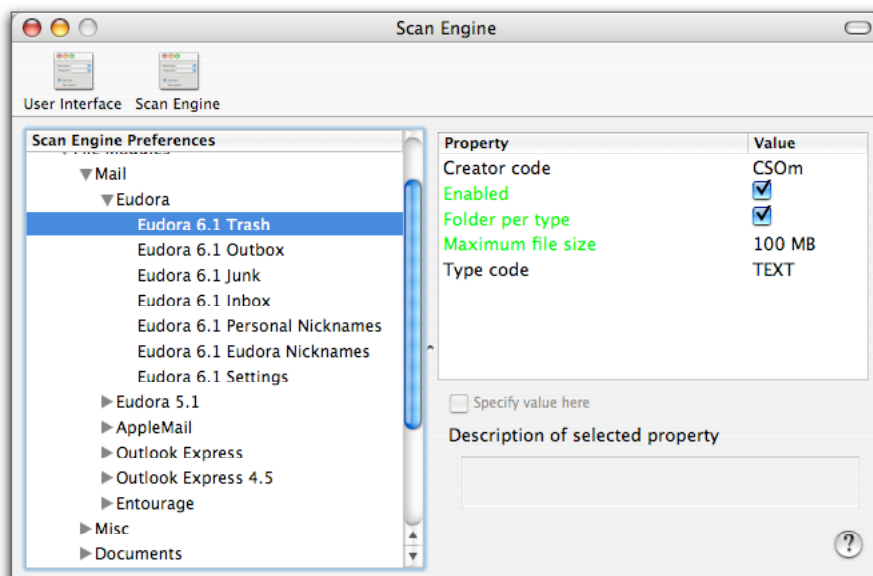 Scan Engine
User Interface Scan Engine
Scan Engine Preferences
File Modules
Mail
Eudora
Eudora 6.1 Trash
Eudora 6.1 Outbox
Eudora 6.1 Junk
Eudora 6.1 Inbox
Eudora 6.1 Personal Nicknames
Eudora 6.1 Eudora Nicknames
Eudora 6.1 Settings
Eudora 5.1
AppleMail
Outlook Express
Outlook Express 4.5
Entourage
Misc
Documents
Property Value
Creator code CSOm
Enabled
Folder per type
Maximum file size 100 MB
Type code TEXT
Specify value here
Description of selected property
?